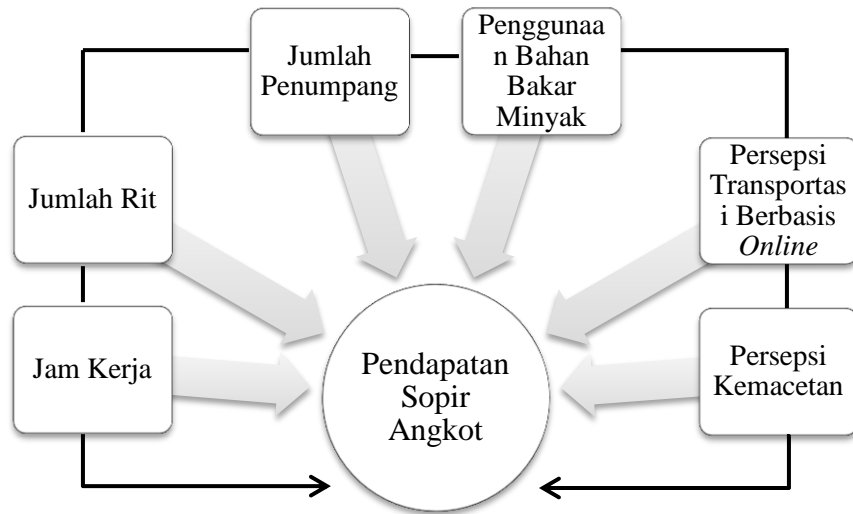 Jumlah
Penumpang
Penggunaa
n Bahan
Bakar
Minyak
Jumlah Rit
Persepsi
Transportas
i Berbasis
Online
Jam Kerja
Pendapatan
Sopir
Angkot
Persepsi
Kemacetan